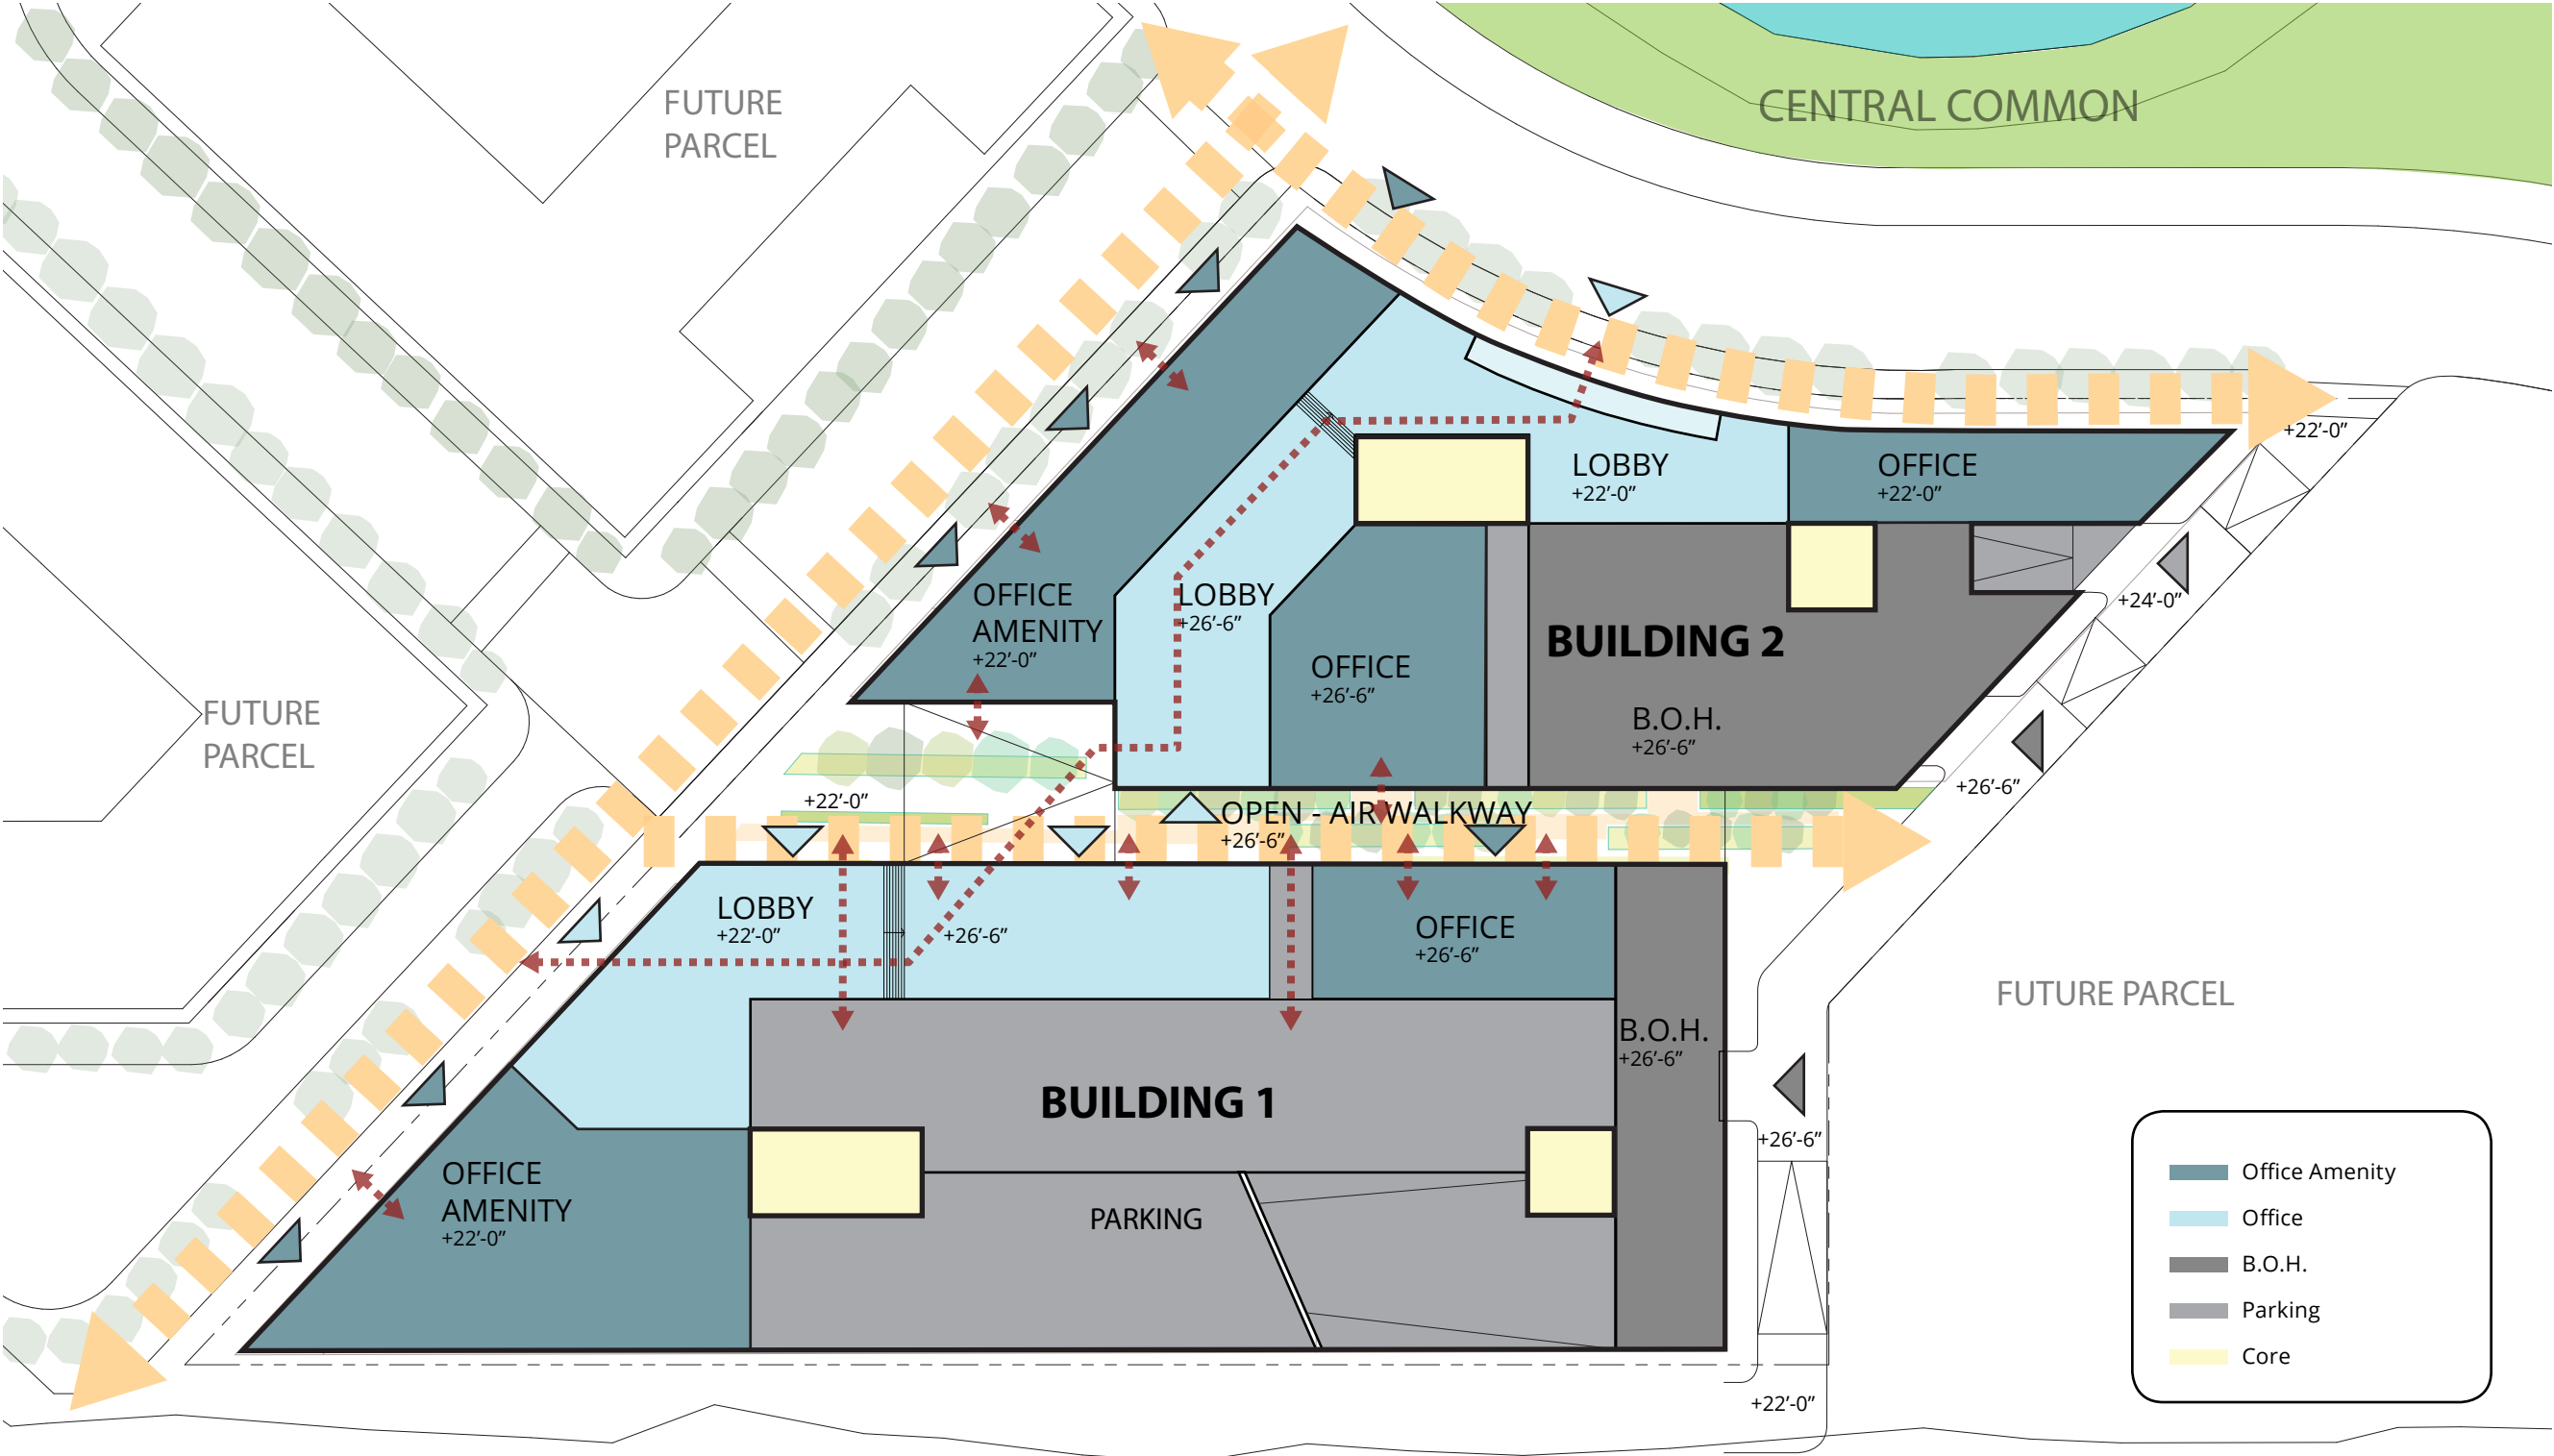 FUTURE
PARCEL
CENTRAL COMMON
+22'-0"
LOBBY
+22'-0"
OFFICE
+22'-0"
OFFICE
AMENITY
+22'-0"
LOBBY
+26'-6"
+24'-0"
BUILDING 2
OFFICE
+26'-6"
B.O.H.
+26'-6"
FUTURE
PARCEL
+26'-6"
+22'-0"
OPEN - AIR WALKWAY
+26'-6"
LOBBY
+22'-0"
+26'-6"
OFFICE
+26'-6"
FUTURE PARCEL
B.O.H.
+26'-6"
BUILDING 1
+26'-6"
OFFICE
AMENITY
+22'-0"
PARKING
Office Amenity
Office
B.O.H.
Parking
Core
+22'-0"